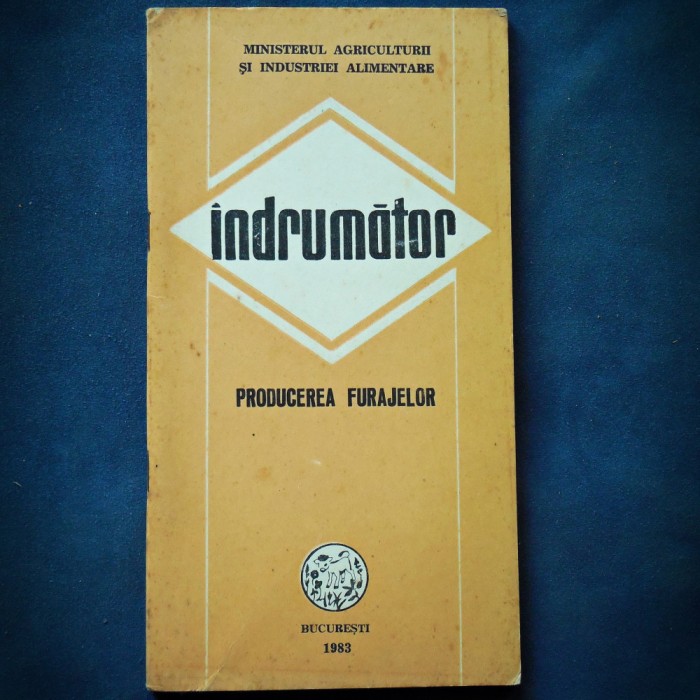 MINISTERUL AGRICULTURII
ŞI INDUSTRIEI ALIMENTARE
îndrumător
PRODUCEREA FURAJELOR
BUCUREŞTI
1983